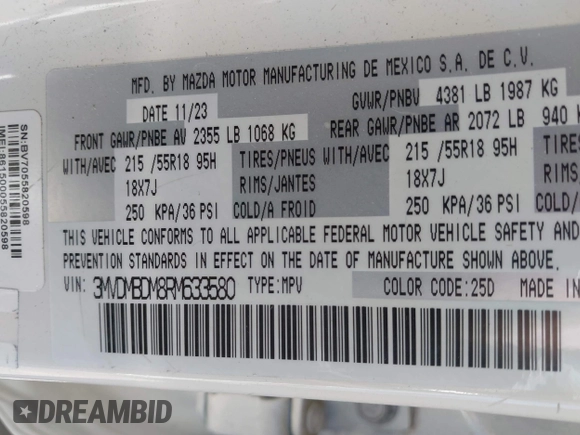 MFD. BY MAZDA MOTOR MANUFACTURING DE MEXICO S.A. DE C.V.
DATE 11/23
GVWR/PNBV 4381 LB 1987 KG
FRONT GAWR/PNBE AV 2355 LB 1068 KG
REAR GAWR/PNBE AR 2072 LB 940 K
WITH/AVEC 215 /55R18 95H TIRES/PNEUS WITH/AVEC 215 /55R18 95H TIRES/
18X7J RIMS/JANTES 18X7J RIMS/
250 KPA/36 PSI COLD/A FROID 250 KPA/36 PSI COLD/A
THIS VEHICLE CONFORMS TO ALL APPLICABLE FEDERAL MOTOR VEHICLE SAFETY
PREVENTION STANDARDS IN EFFECT ON THE DATE OF MANUFACTURE SHOWN
VIN: 3MVDMBDM8RM633580 TYPE:MPV
COLOR CODE:25D MADE IN
SN:BV7055820598
DREAMBID